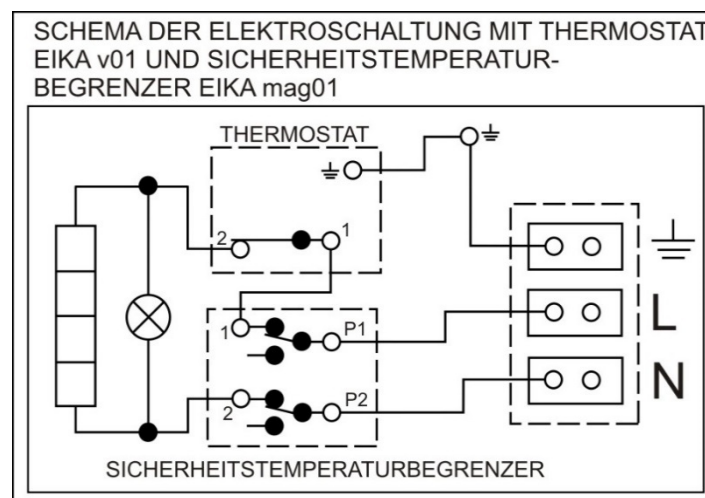 SCHEMA DER ELEKTROSCHALTUNG MIT THERMOSTAT
EIKA v01 UND SICHERHEITSTEMPERATUR-
BEGRENZER EIKA mag01
THERMOSTAT
2 1
1 P1 L
2 P2 N
SICHERHEITSTEMPERATURBEGRENZER